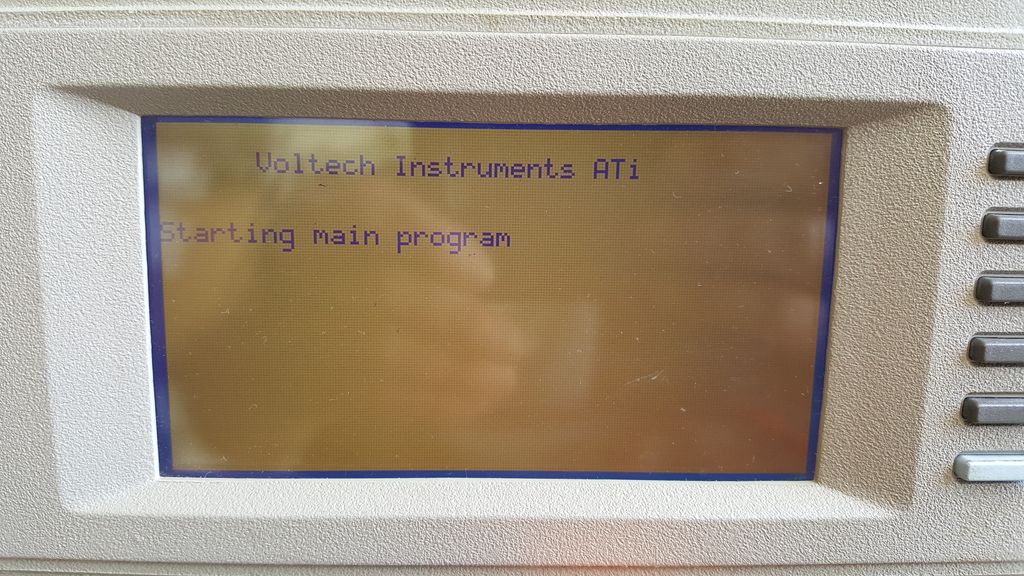 Voltech Instruments ATi
Starting main program